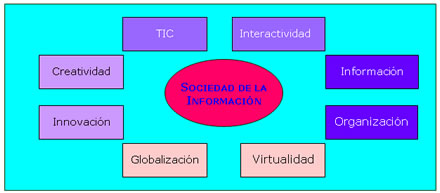 TIC
Interactividad
Creatividad
Información
SOCIEDAD DE LA
INFORMACIÓN
Innovación
Organización
Globalización
Virtualidad